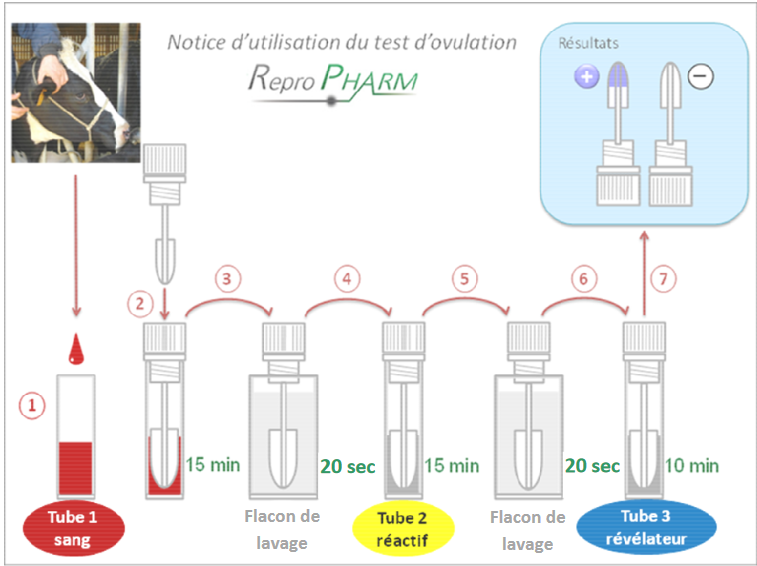 Notice d'utilisation du test d'ovulation
Repro PHARM
Résultats
+
−
1
2
3
4
5
6
7
15 min
20 sec
15 min
20 sec
10 min
Tube 1
sang
Flacon de
lavage
Tube 2
réactif
Flacon de
lavage
Tube 3
révélateur